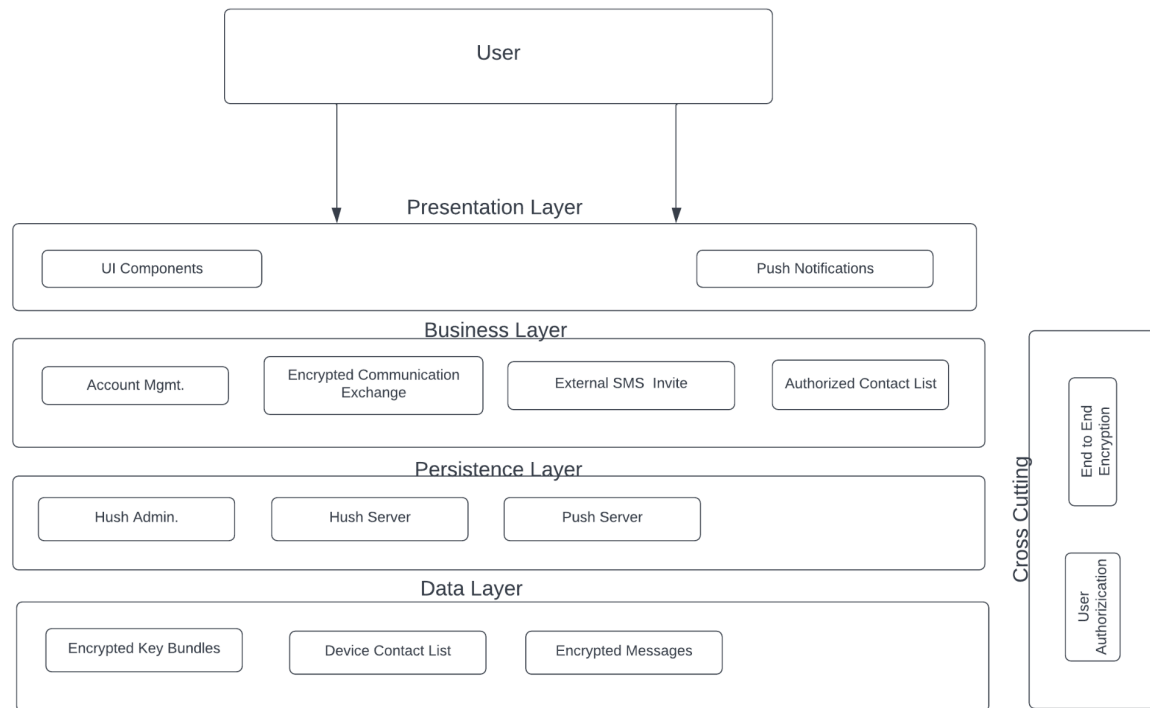 User
Presentation Layer
UI Components
Push Notifications
Business Layer
Account Mgmt.
Encrypted Communication
Exchange
External SMS Invite
Authorized Contact List
Persistence Layer
Hush Admin.
Hush Server
Push Server
Data Layer
Encrypted Key Bundles
Device Contact List
Encrypted Messages
Cross Cutting
End to End
Encryption
User
Authorizication